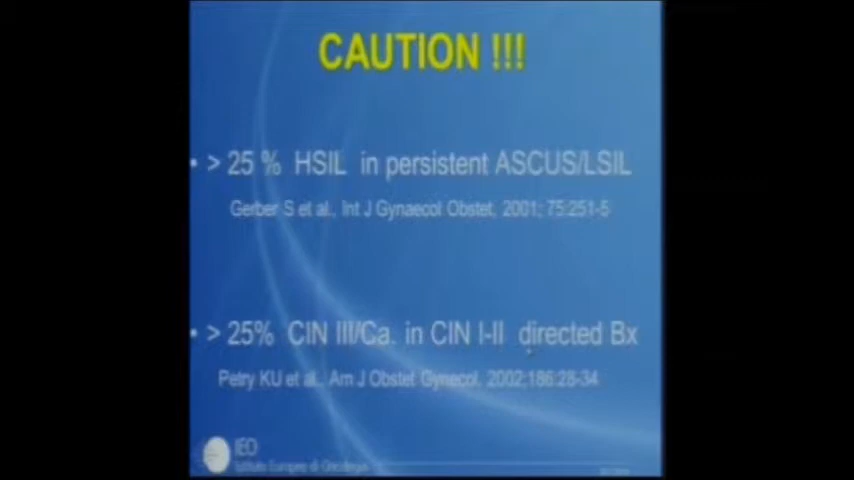 CAUTION !!!
• > 25 % HSIL in persistent ASCUS/LSIL
Gerber S et al., Int J Gynaecol Obstet. 2001; 75:251-5
• > 25% CIN III/Ca. in CIN I-II directed Bx
Petry KU et al., Am J Obstet Gynecol. 2002;186:28-34
IEO
Istituto Europeo di Oncologia